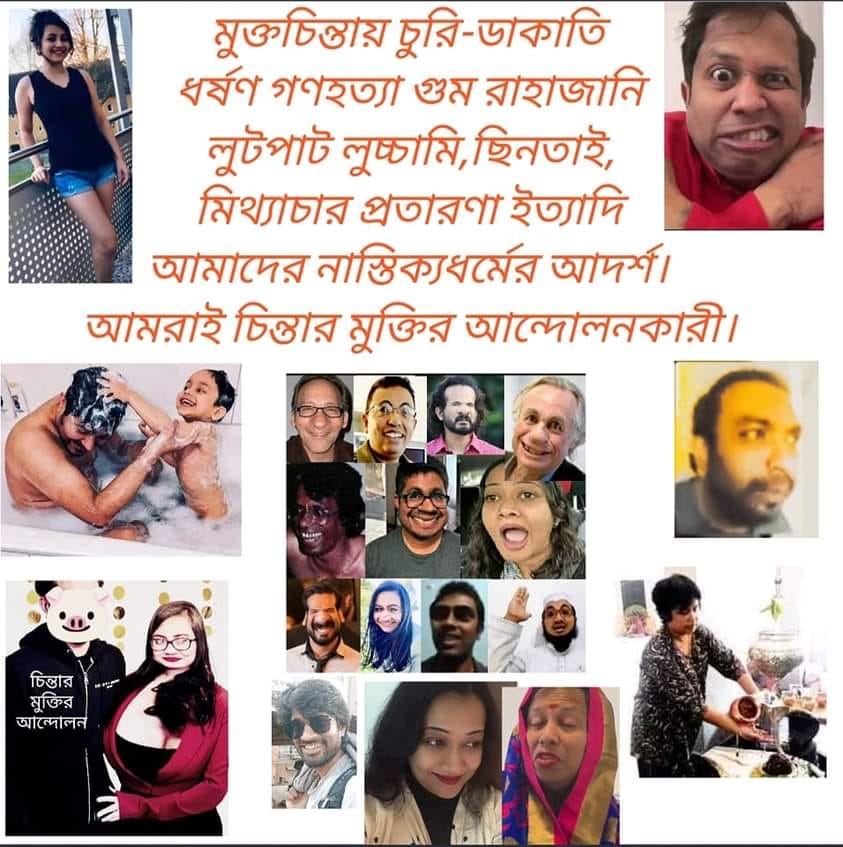 মুক্তচিন্তায় চুরি-ডাকাতি
ধর্ষণ গণহত্যা গুম রাহাজানি
লুটপাট লুচ্চামি,ছিনতাই,
মিথ্যাচার প্রতারণা ইত্যাদি
আমাদের নাস্তিক্যধর্মের আদর্শ।
আমরাই চিন্তার মুক্তির আন্দোলনকারী।
চিন্তার
মুক্তির
আন্দোলন